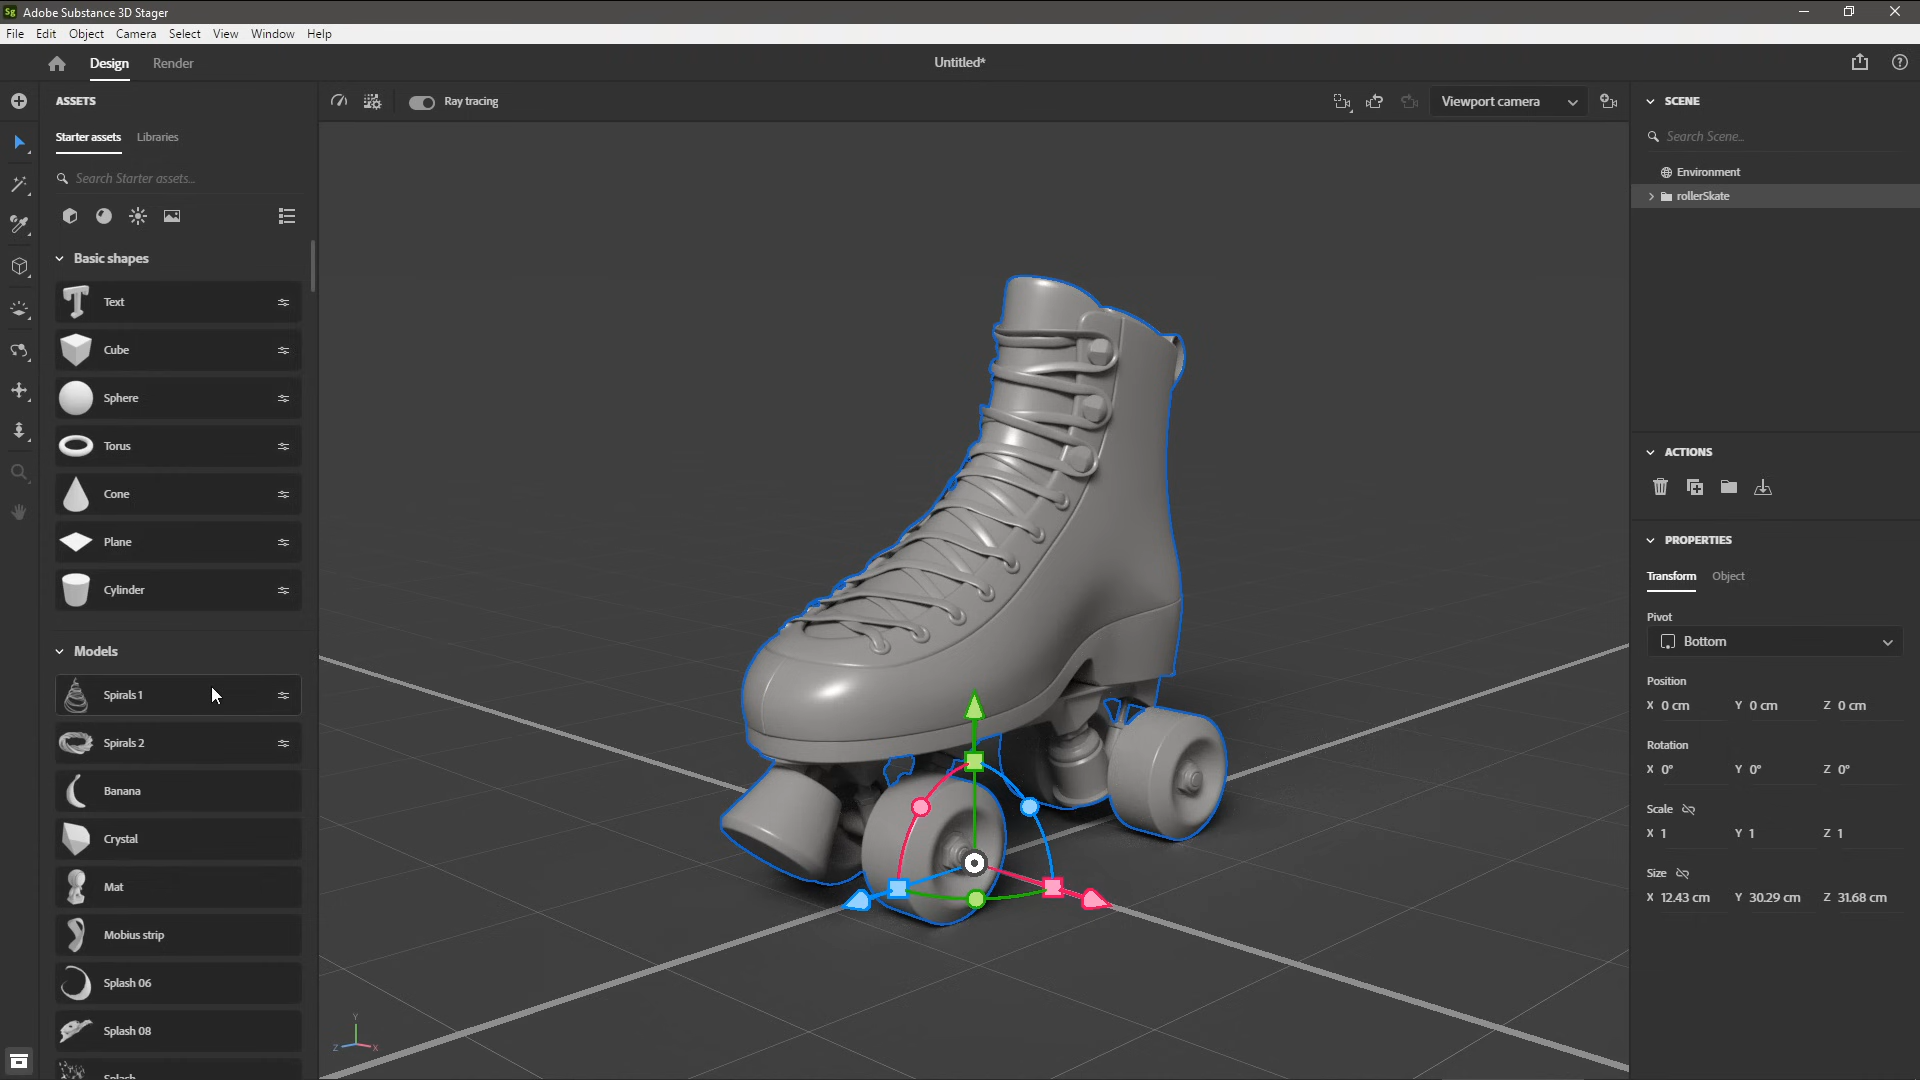 Sg Adobe Substance 3D Stager
File Edit Object Camera Select View Window Help
Design Render
Untitled*
ASSETS
Starter assets Libraries
Search Starter assets...
Basic shapes
Text
Cube
Sphere
Torus
Cone
Plane
Cylinder
Models
Spirals 1
Spirals 2
Banana
Crystal
Mat
Mobius strip
Splash 06
Splash 08
Splash
Ray tracing
Viewport camera
Y
Z X
SCENE
Search Scene...
Environment
rollerSkate
ACTIONS
PROPERTIES
Transform Object
Pivot
Bottom
Position
X 0 cm Y 0 cm Z 0 cm
Rotation
X 0° Y 0° Z 0°
Scale
X 1 Y 1 Z 1
Size
X 12.43 cm Y 30.29 cm Z 31.68 cm